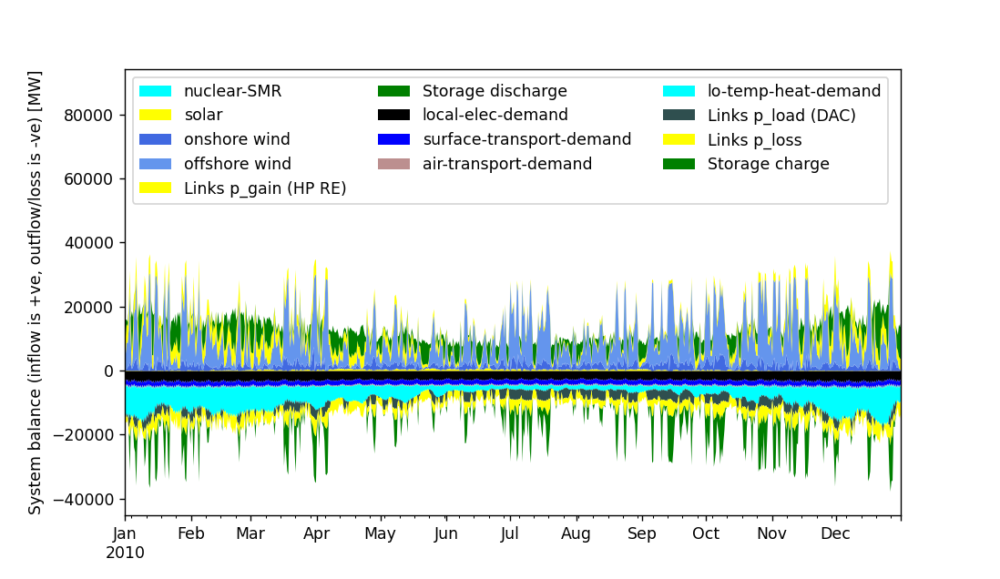 System balance (inflow is +ve, outflow/loss is -ve) [MW]
80000
60000
40000
20000
0
−20000
−40000
nuclear-SMR
solar
onshore wind
offshore wind
Links p_gain (HP RE)
Storage discharge
local-elec-demand
surface-transport-demand
air-transport-demand
lo-temp-heat-demand
Links p_load (DAC)
Links p_loss
Storage charge
Jan Feb Mar Apr May Jun Jul Aug Sep Oct Nov Dec
2010